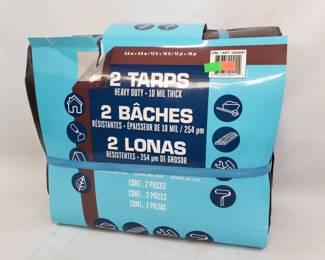 2 TARPS
HEAVY DUTY - 10 MIL THICK
2 BÂCHES
RÉSISTANTES - ÉPAISSEUR DE 10 MIL / 254 µm
2 LONAS
RESISTENTES - 254 µm DE GROSOR
CONT.: 2 PIECES
CONT.: 2 PIÈCES
CONT.: 2 PIEZAS